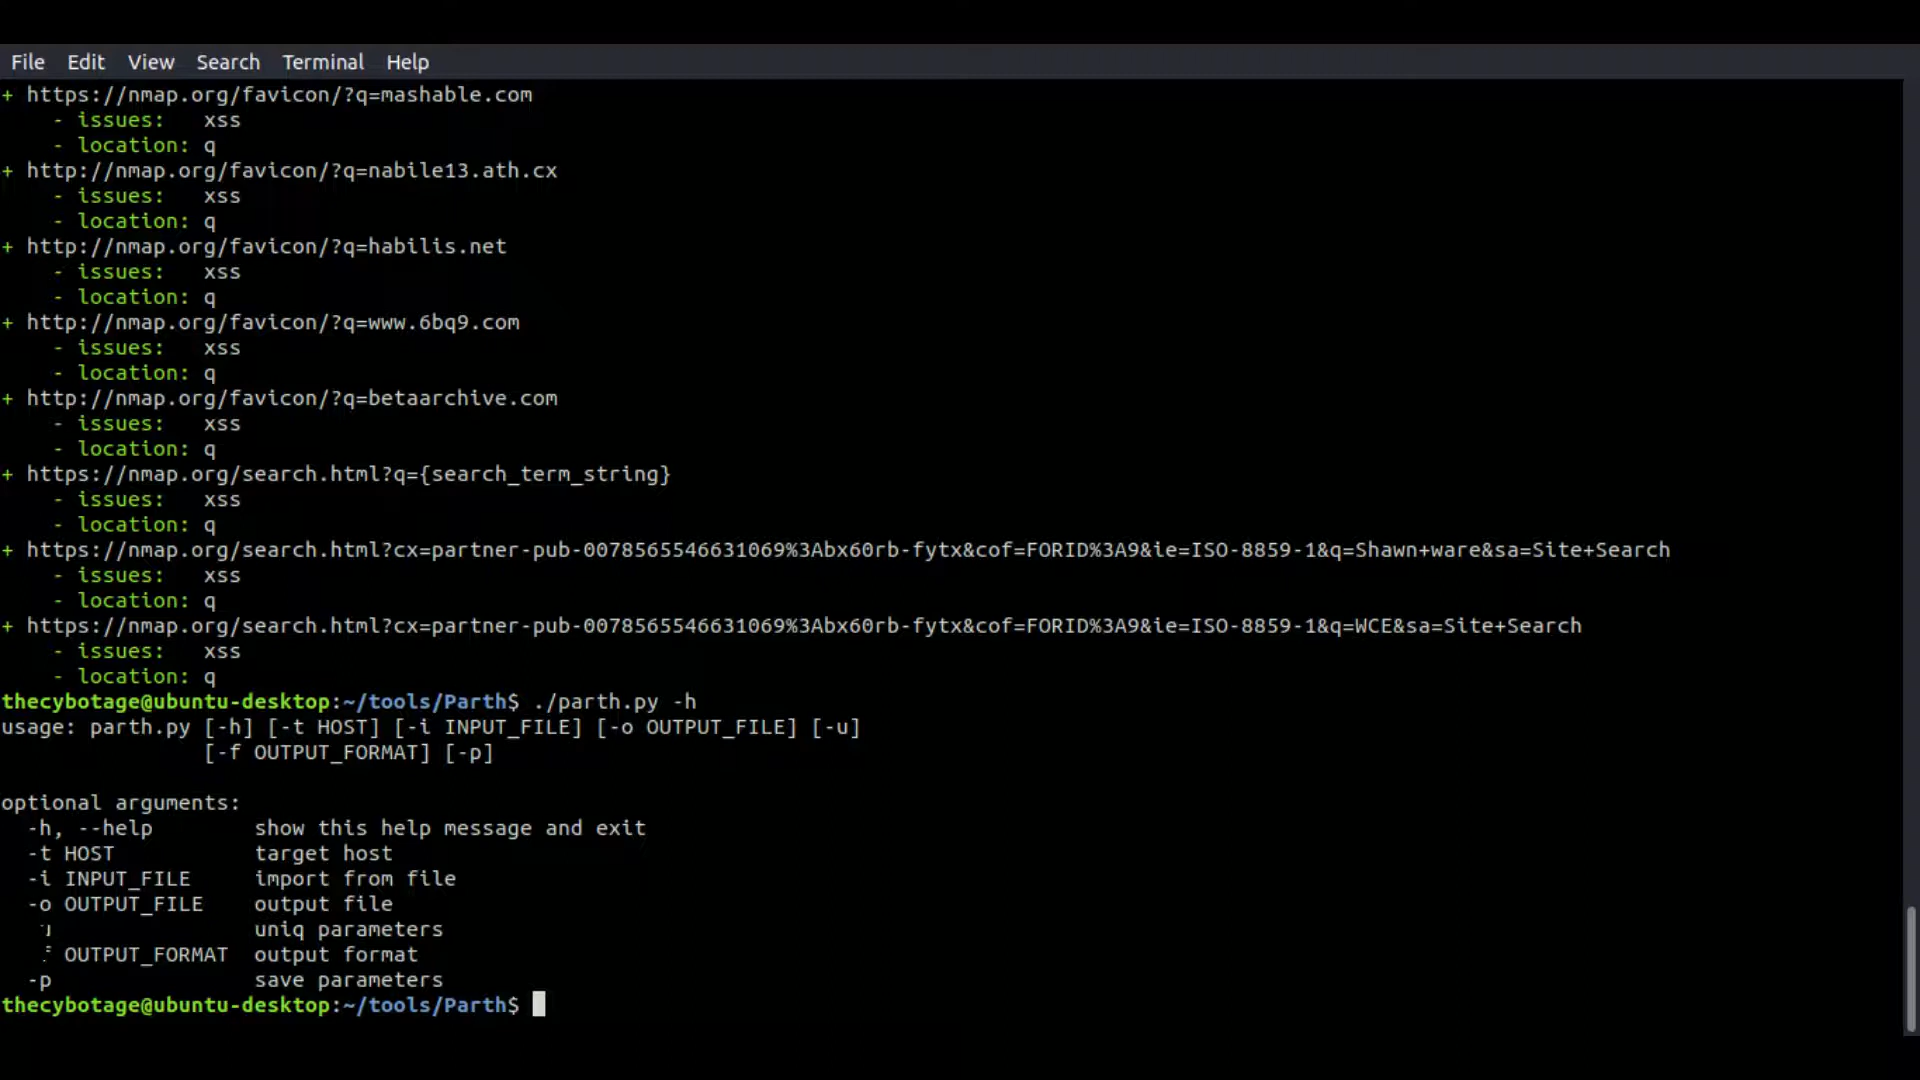 File Edit View Search Terminal Help
+ https://nmap.org/favicon/?q=mashable.com
- issues: xss
- location: q
+ http://nmap.org/favicon/?q=nabile13.ath.cx
- issues: xss
- location: q
+ http://nmap.org/favicon/?q=habilis.net
- issues: xss
- location: q
+ http://nmap.org/favicon/?q=www.6bq9.com
- issues: xss
- location: q
+ http://nmap.org/favicon/?q=betaarchive.com
- issues: xss
- location: q
+ https://nmap.org/search.html?q={search_term_string}
- issues: xss
- location: q
+ https://nmap.org/search.html?cx=partner-pub-0078565546631069%3Abx60rb-fytx&cof=FORID%3A9&ie=ISO-8859-1&q=Shawn+ware&sa=Site+Search
- issues: xss
- location: q
+ https://nmap.org/search.html?cx=partner-pub-0078565546631069%3Abx60rb-fytx&cof=FORID%3A9&ie=ISO-8859-1&q=WCE&sa=Site+Search
- issues: xss
- location: q
thecybotage@ubuntu-desktop:~/tools/Parth$ ./parth.py -h
usage: parth.py [-h] [-t HOST] [-i INPUT_FILE] [-o OUTPUT_FILE] [-u]
[-f OUTPUT_FORMAT] [-p]
optional arguments:
-h, --help show this help message and exit
-t HOST target host
-i INPUT_FILE import from file
-o OUTPUT_FILE output file
uniq parameters
OUTPUT_FORMAT output format
-p save parameters
thecybotage@ubuntu-desktop:~/tools/Parth$